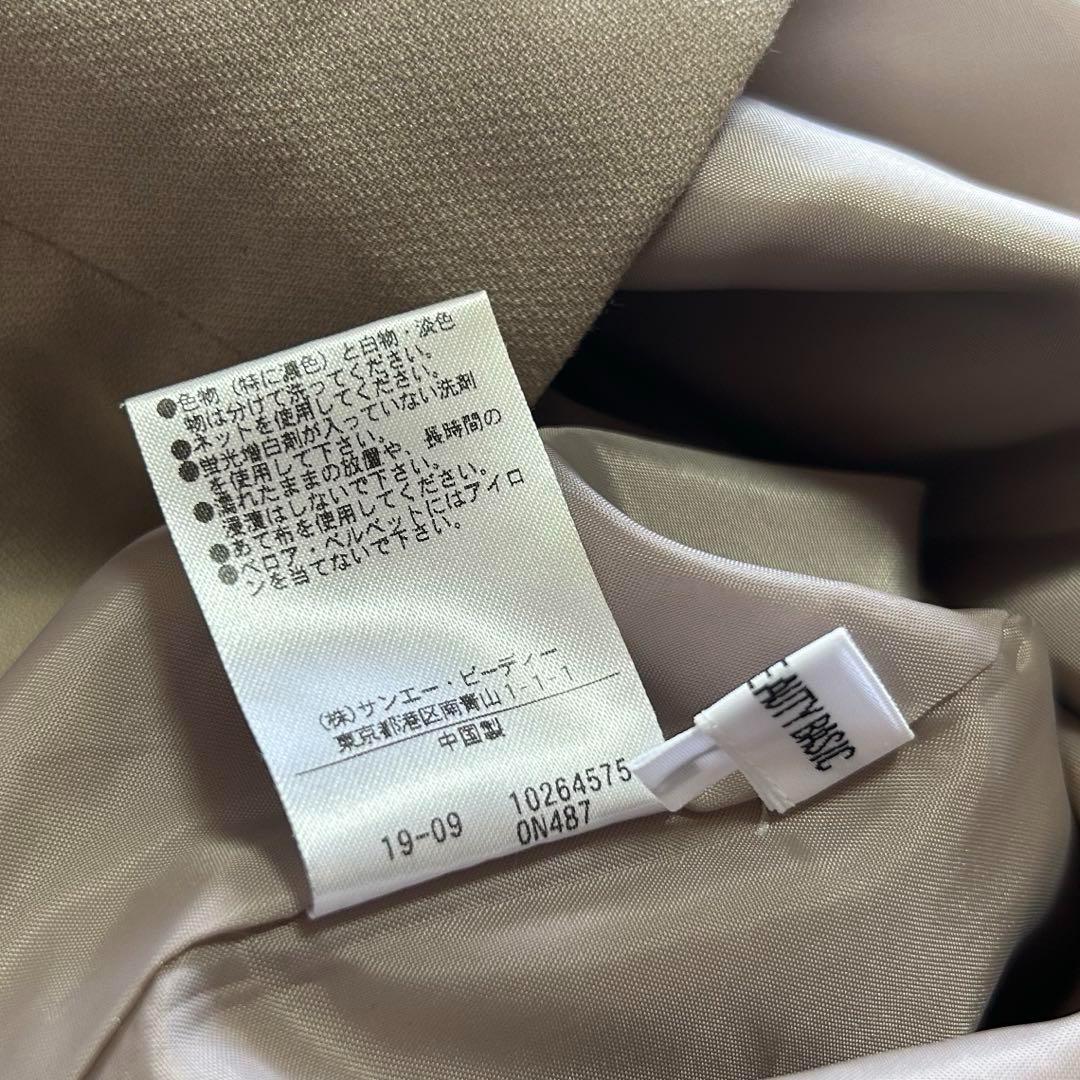 ●色物(特に濃色)と白物・淡色
物は分けて洗ってください。
●ネットを使用してください。
●蛍光増白剤が入っていない洗剤
を使用して下さい。
●濡れたままの放置や、長時間の
浸漬はしないで下さい。
●あて布を使用してください。
●ベロア・ベルベットにはアイロ
ンを当てないで下さい。
(株)サンエー・ビーディー
東京都港区南青山1-1-1
中国製
19-09 10264575
0N487
EAUTY BASIC